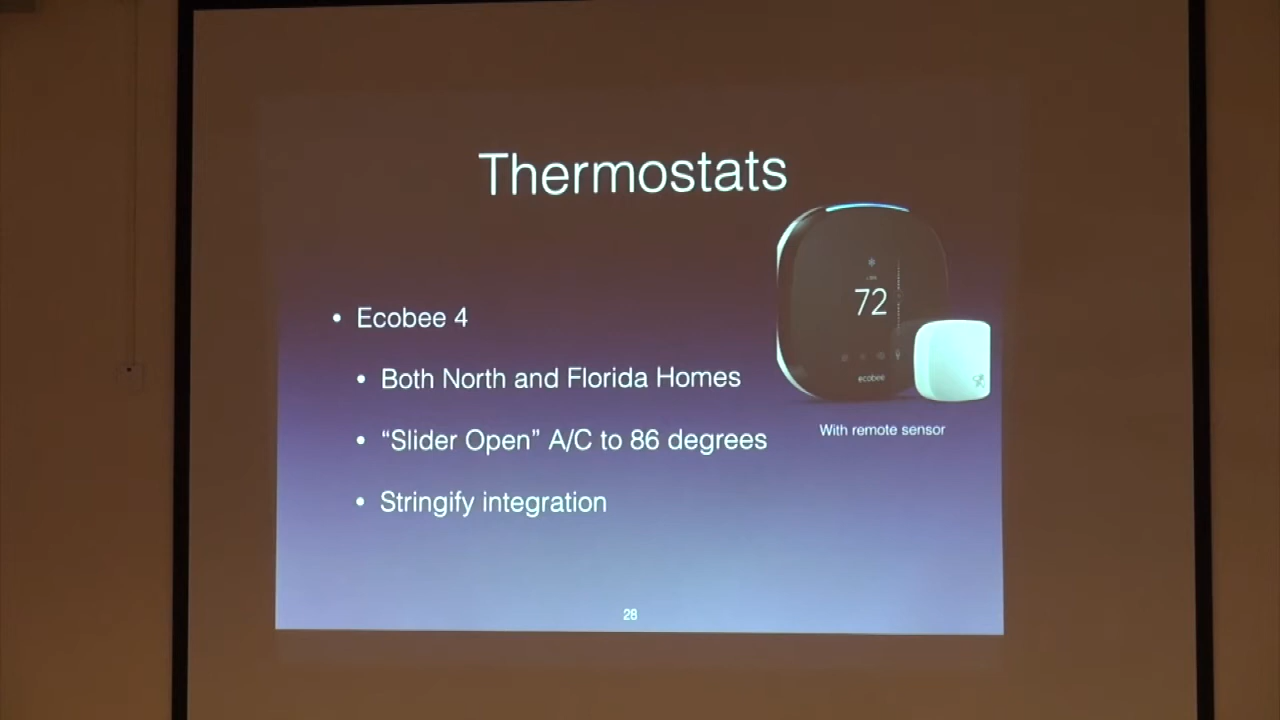 Thermostats
• Ecobee 4
• Both North and Florida Homes
• “Slider Open” A/C to 86 degrees
• Stringify integration
72
ecobee
With remote sensor
28